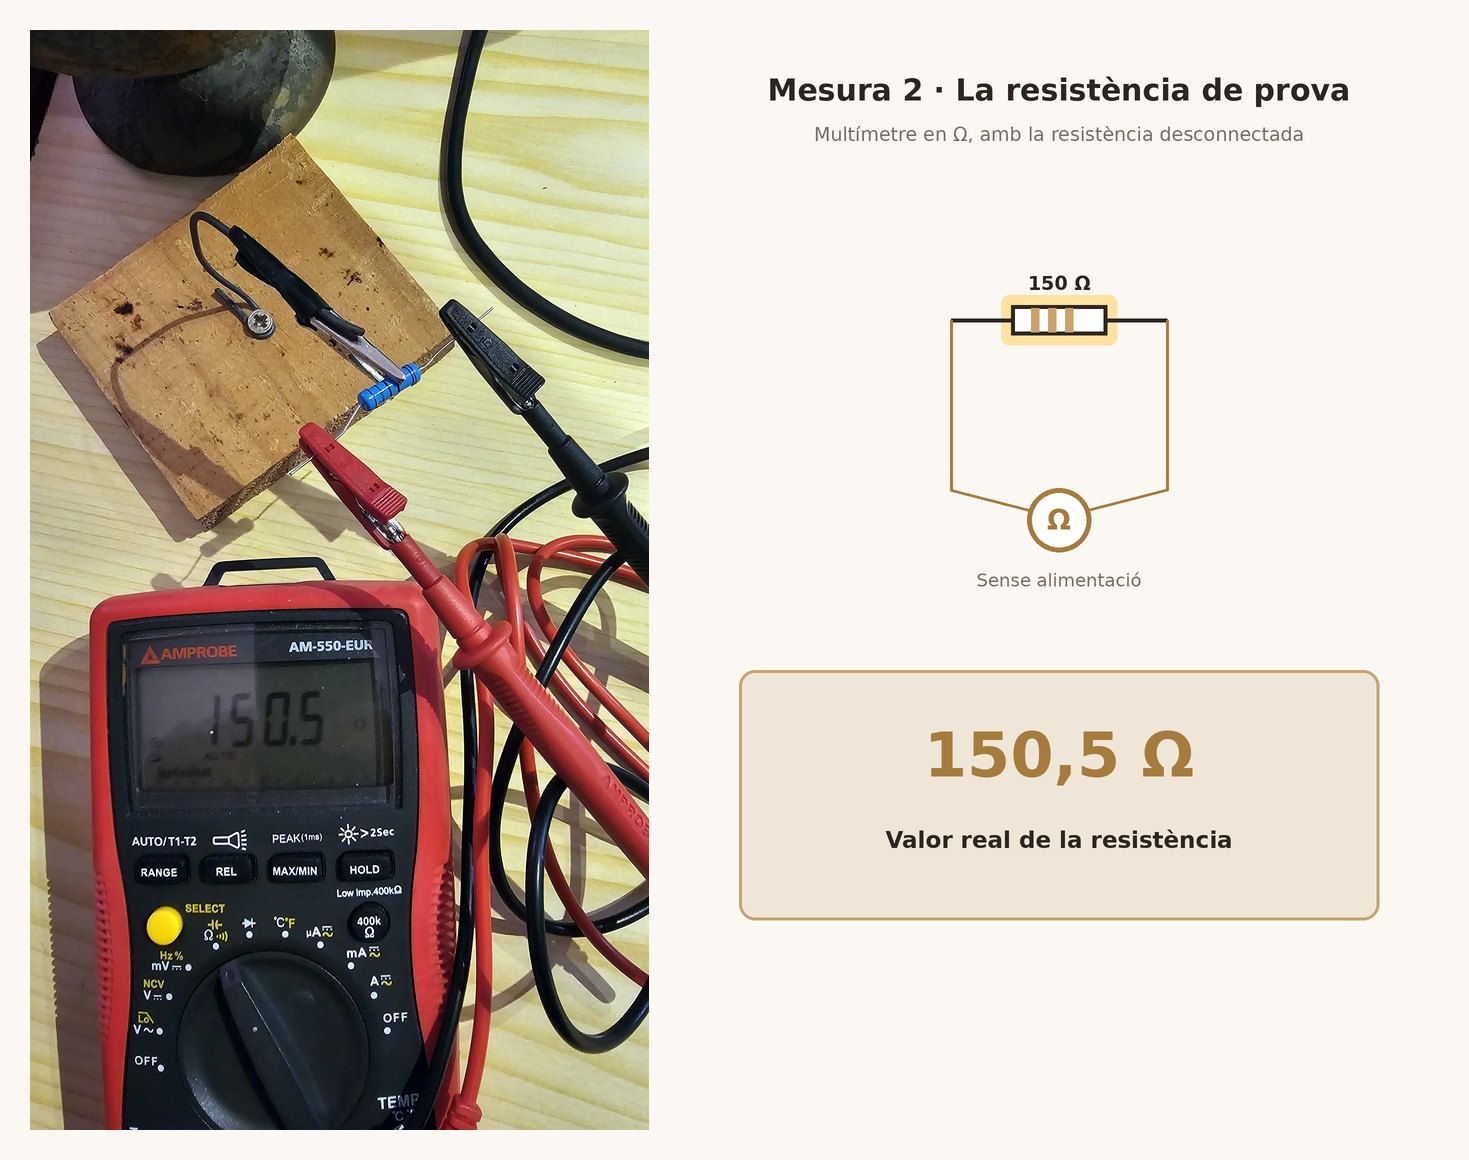 Mesura 2 · La resistència de prova
Multímetre en Ω, amb la resistència desconnectada
150 Ω
Ω
Sense alimentació
150,5 Ω
Valor real de la resistència
AMPROBE
AM-550-EUR
150.5
AUTO
AUTO/T1-T2
PEAK(1ms)
>2Sec
RANGE
REL
MAX/MIN
HOLD
Low Imp.400kΩ
SELECT
400k
Ω
Ω
°C°F
µA
mA
A
Hz %
mV
NCV
V
V~
OFF
OFF
TEMP
°C